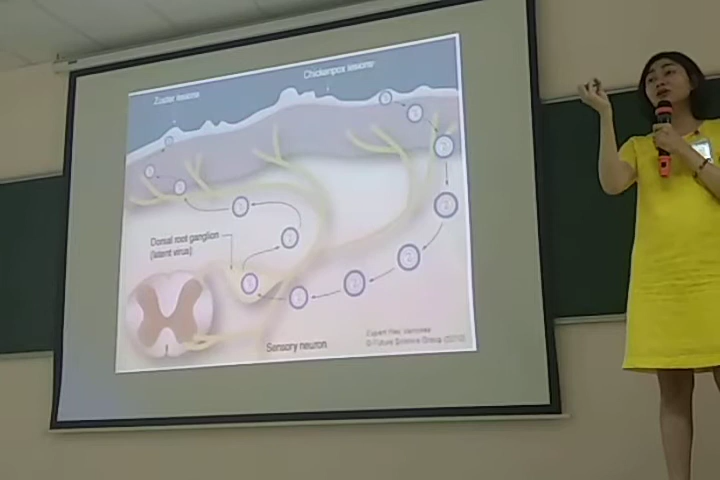 Zoster lesions
Chickenpox lesions
Dorsal root ganglion
(latent virus)
Sensory neuron
Expert Rev. Vaccines
© Future Science Group (2010)